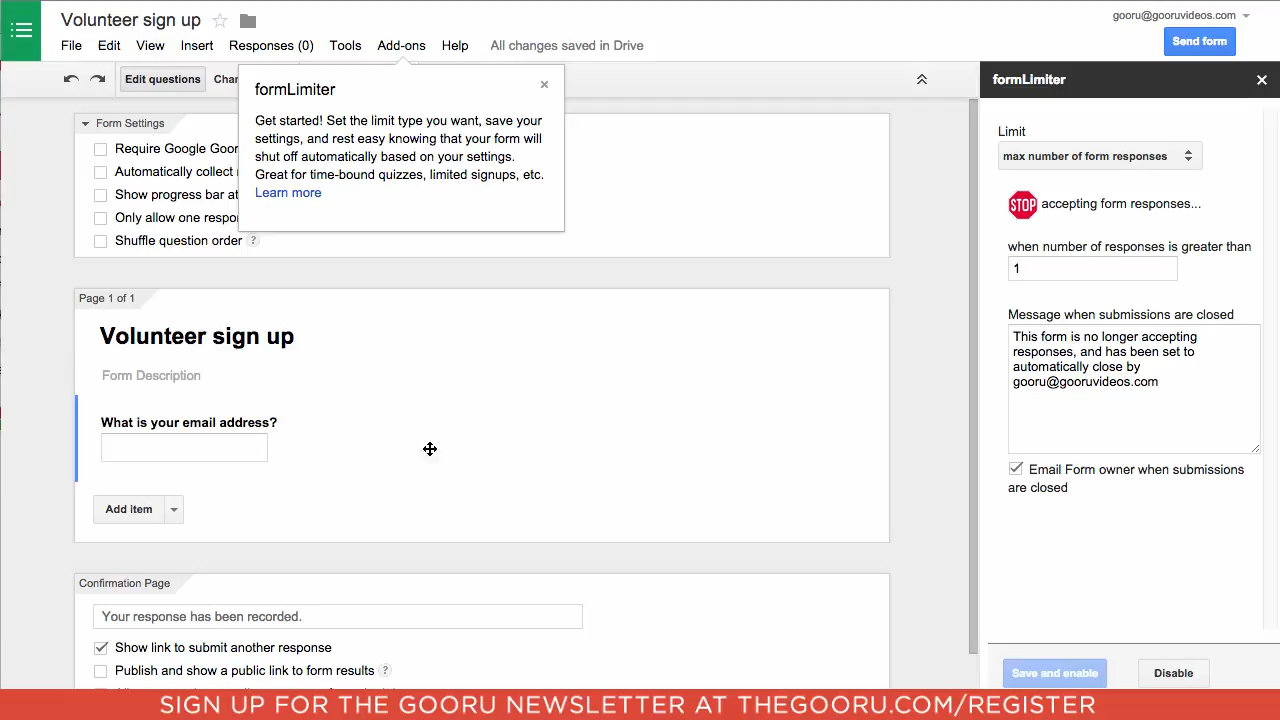 Volunteer sign up
gooru@gooruvideos.com
File Edit View Insert Responses (0) Tools Add-ons Help All changes saved in Drive
Send form
Edit questions
formLimiter
Get started! Set the limit type you want, save your
settings, and rest easy knowing that your form will
shut off automatically based on your settings.
Great for time-bound quizzes, limited signups, etc.
Learn more
Form Settings
Require Google Goor
Automatically collect
Show progress bar at
Only allow one respo
Shuffle question order ?
Page 1 of 1
Volunteer sign up
Form Description
What is your email address?
Add item
Confirmation Page
Your response has been recorded.
Show link to submit another response
Publish and show a public link to form results ?
formLimiter
Limit
max number of form responses
STOP accepting form responses...
when number of responses is greater than
1
Message when submissions are closed
This form is no longer accepting
responses, and has been set to
automatically close by
gooru@gooruvideos.com
Email Form owner when submissions
are closed
Save and enable Disable
SIGN UP FOR THE GOORU NEWSLETTER AT THEGOORU.COM/REGISTER